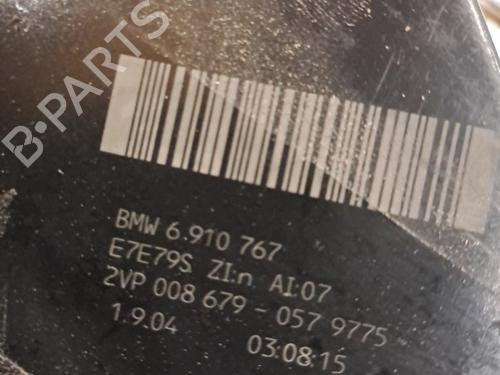 B-PARTS
BMW 6.910 767
E7E79S ZI:n AI:07
2VP 008 679 - 057 9775
1.9.04 03:08:15